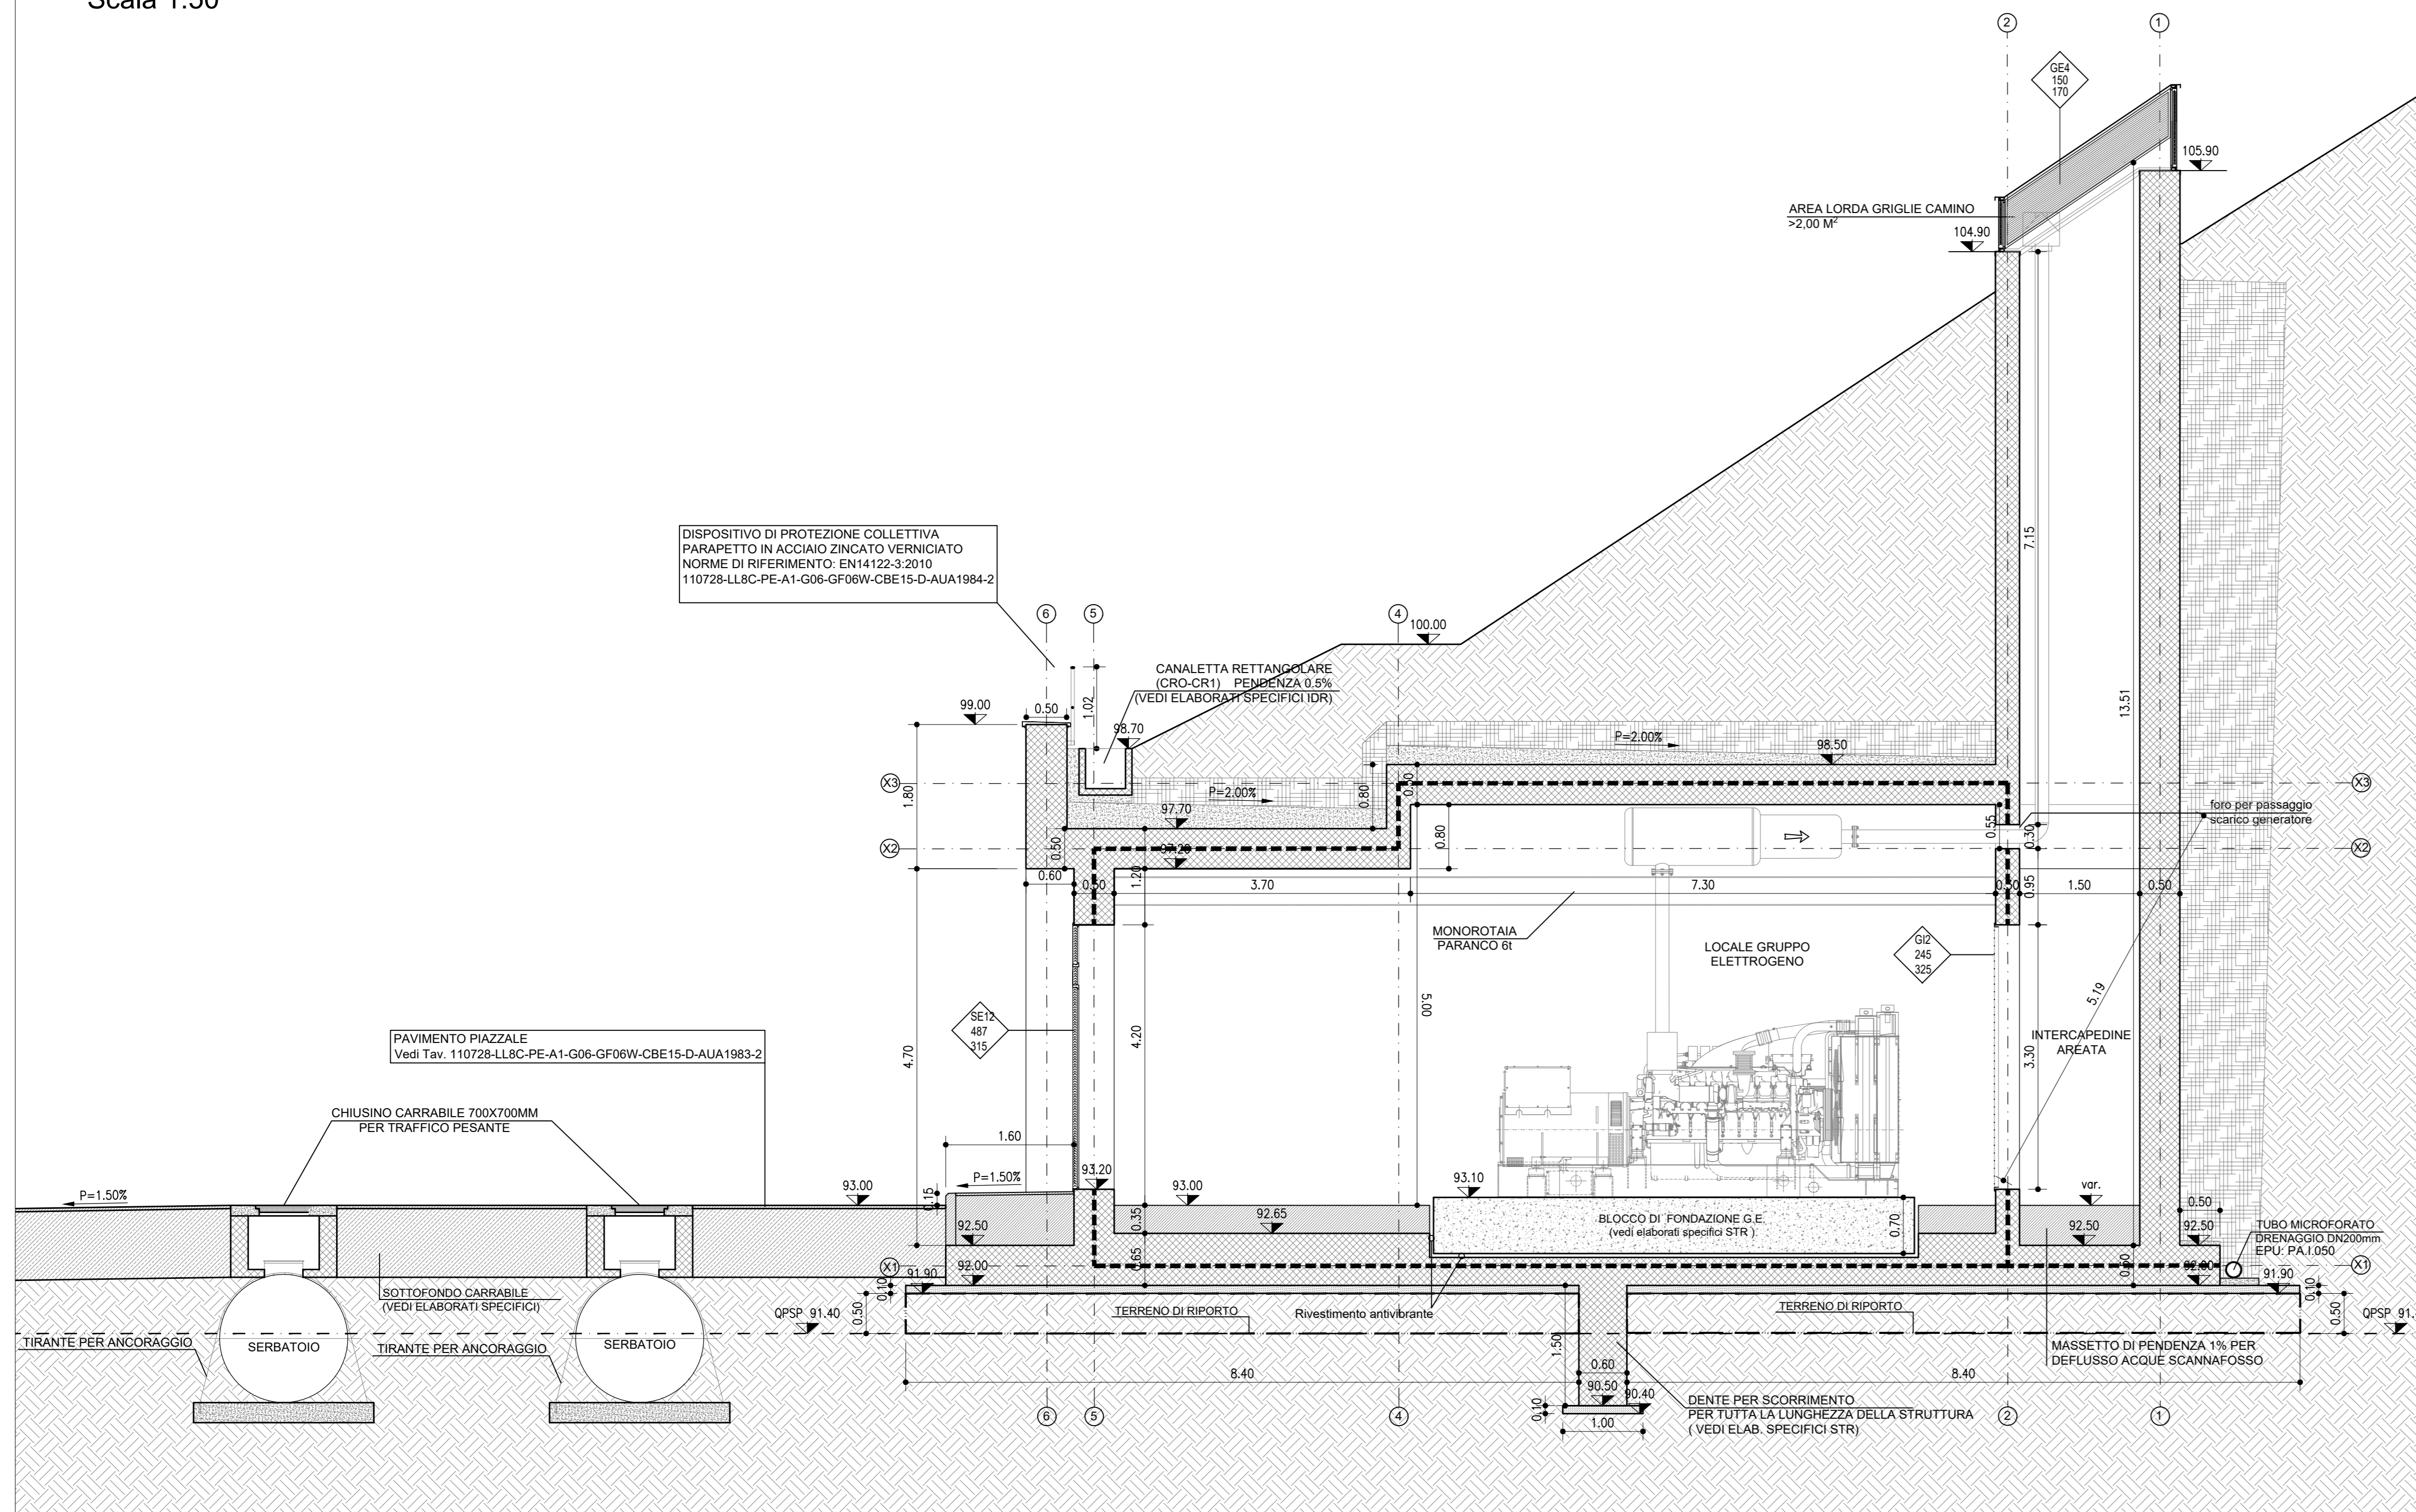 Scala 1:50
2
1
GE4
150
170
105.90
AREA LORDA GRIGLIE CAMINO
>2,00 M²
104.90
7.15
13.51
DISPOSITIVO DI PROTEZIONE COLLETTIVA
PARAPETTO IN ACCIAIO ZINCATO VERNICIATO
NORME DI RIFERIMENTO: EN14122-3:2010
110728-LL8C-PE-A1-G06-GF06W-CBE15-D-AUA1984-2
6
5
4
100.00
CANALETTA RETTANGOLARE
(CRO-CR1) PENDENZA 0.5%
(VEDI ELABORATI SPECIFICI IDR)
99.00
0.50
1.02
98.70
P=2.00%
98.50
X3
1.80
P=2.00%
0.80
0.50
X3
97.70
0.80
foro per passaggio
scarico generatore
0.55
0.30
X2
0.50
97.20
X2
0.60
0.50
1.20
3.70
7.30
0.50
0.95
1.50
0.50
MONOROTAIA
PARANCO 6t
LOCALE GRUPPO
ELETTROGENO
GI2
245
325
5.00
5.19
SE12
487
315
4.70
4.20
3.30
INTERCAPEDINE
AREATA
PAVIMENTO PIAZZALE
Vedi Tav. 110728-LL8C-PE-A1-G06-GF06W-CBE15-D-AUA1983-2
CHIUSINO CARRABILE 700X700MM
PER TRAFFICO PESANTE
1.60
P=1.50%
93.00
0.15
P=1.50%
93.20
93.00
93.10
var.
0.50
92.50
0.35
92.65
BLOCCO DI FONDAZIONE G.E.
(vedi elaborati specifici STR )
0.70
92.50
92.50
TUBO MICROFORATO
DRENAGGIO DN200mm
EPU: PA.I.050
X1
91.90
92.00
0.65
0.60
92.00
91.90
X1
0.10
0.10
SOTTOFONDO CARRABILE
(VEDI ELABORATI SPECIFICI)
QPSP 91.40
0.50
TERRENO DI RIPORTO
Rivestimento antivibrante
TERRENO DI RIPORTO
0.50
QPSP 91.
TIRANTE PER ANCORAGGIO
SERBATOIO
TIRANTE PER ANCORAGGIO
SERBATOIO
1.50
MASSETTO DI PENDENZA 1% PER
DEFLUSSO ACQUE SCANNAFOSSO
8.40
0.60
8.40
90.50
90.40
0.10
1.00
DENTE PER SCORRIMENTO
PER TUTTA LA LUNGHEZZA DELLA STRUTTURA
( VEDI ELAB. SPECIFICI STR)
6
5
4
2
1